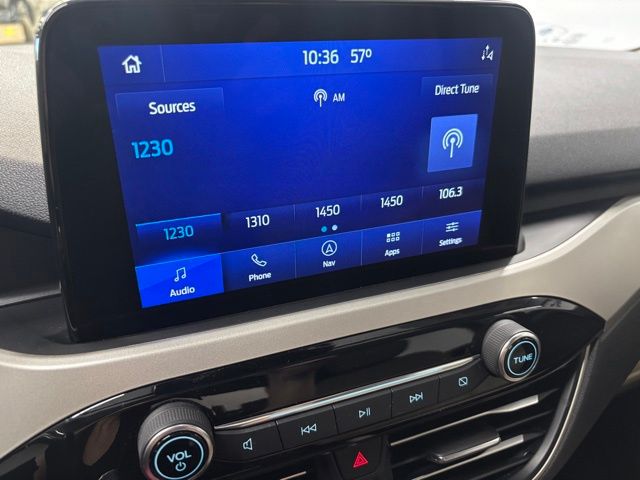 10:36 57°
AM
Sources
Direct Tune
1230
1230 1310 1450 1450 106.3
Audio Phone Nav Apps Settings
TUNE
VOL